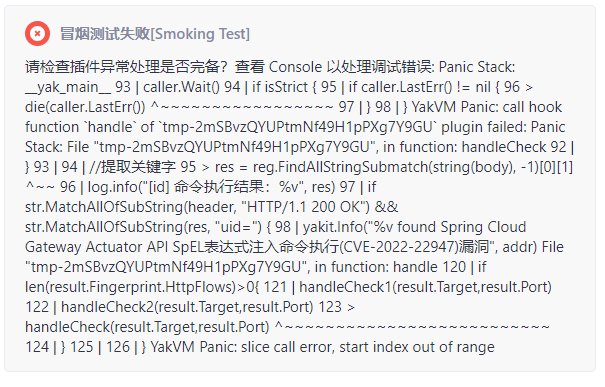 冒烟测试失败[Smoking Test]
请检查插件异常处理是否完备？查看 Console 以处理调试错误: Panic Stack:
__yak_main__ 93 | caller.Wait() 94 | if isStrict { 95 | if caller.LastErr() != nil { 96 >
die(caller.LastErr()) ^~~~~~~~~~~~~~~~~~ 97 | } 98 | } YakVM Panic: call hook
function `handle` of `tmp-2mSBvzQYUPtmNf49H1pPXg7Y9GU` plugin failed: Panic
Stack: File "tmp-2mSBvzQYUPtmNf49H1pPXg7Y9GU", in function: handleCheck 92 |
} 93 | 94 | //提取关键字 95 > res = reg.FindAllStringSubmatch(string(body), -1)[0][1]
^~~ 96 | log.info("[id] 命令执行结果：%v", res) 97 | if
str.MatchAllOfSubString(header, "HTTP/1.1 200 OK") &&
str.MatchAllOfSubString(res, "uid=") { 98 | yakit.Info("%v found Spring Cloud
Gateway Actuator API SpEL表达式注入命令执行(CVE-2022-22947)漏洞", addr) File
"tmp-2mSBvzQYUPtmNf49H1pPXg7Y9GU", in function: handle 120 | if
len(result.Fingerprint.HttpFlows)>0{ 121 | handleCheck1(result.Target,result.Port)
122 | handleCheck2(result.Target,result.Port) 123 >
handleCheck(result.Target,result.Port) ^~~~~~~~~~~~~~~~~~~~~~~~~~~
124 | } 125 | 126 | } YakVM Panic: slice call error, start index out of range